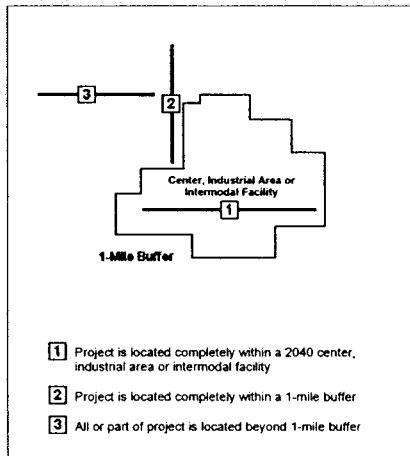 3
2
Center, Industrial Area or
Intermodal Facility
1
1-Mile Buffer
1 Project is located completely within a 2040 center,
industrial area or intermodal facility
2 Project is located completely within a 1-mile buffer
3 All or part of project is located beyond 1-mile buffer